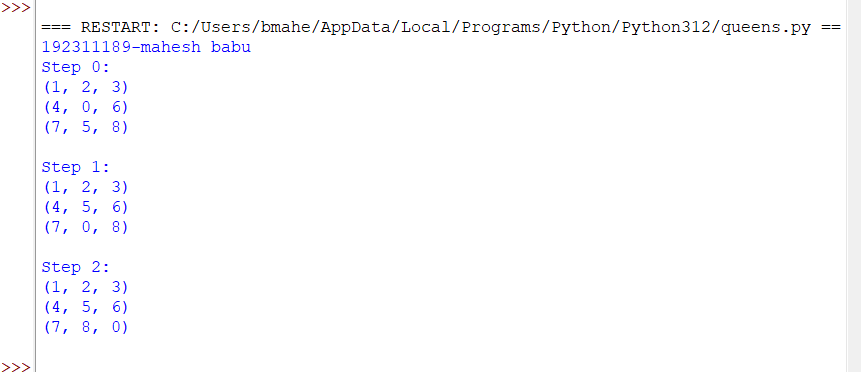 >>>
=== RESTART: C:/Users/bmahe/AppData/Local/Programs/Python/Python312/queens.py ==
192311189-mahesh babu
Step 0:
(1, 2, 3)
(4, 0, 6)
(7, 5, 8)
Step 1:
(1, 2, 3)
(4, 5, 6)
(7, 0, 8)
Step 2:
(1, 2, 3)
(4, 5, 6)
(7, 8, 0)
>>>